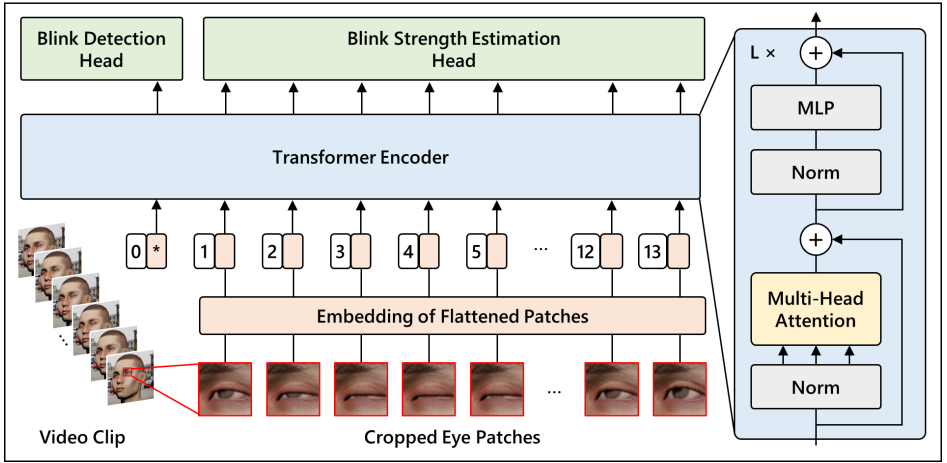 Blink Detection
Head
Blink Strength Estimation
Head
L ×
+
MLP
Norm
+
Multi-Head
Attention
Norm
Transformer Encoder
0 * 1 2 3 4 5 ... 12 13
Embedding of Flattened Patches
...
...
Video Clip
Cropped Eye Patches